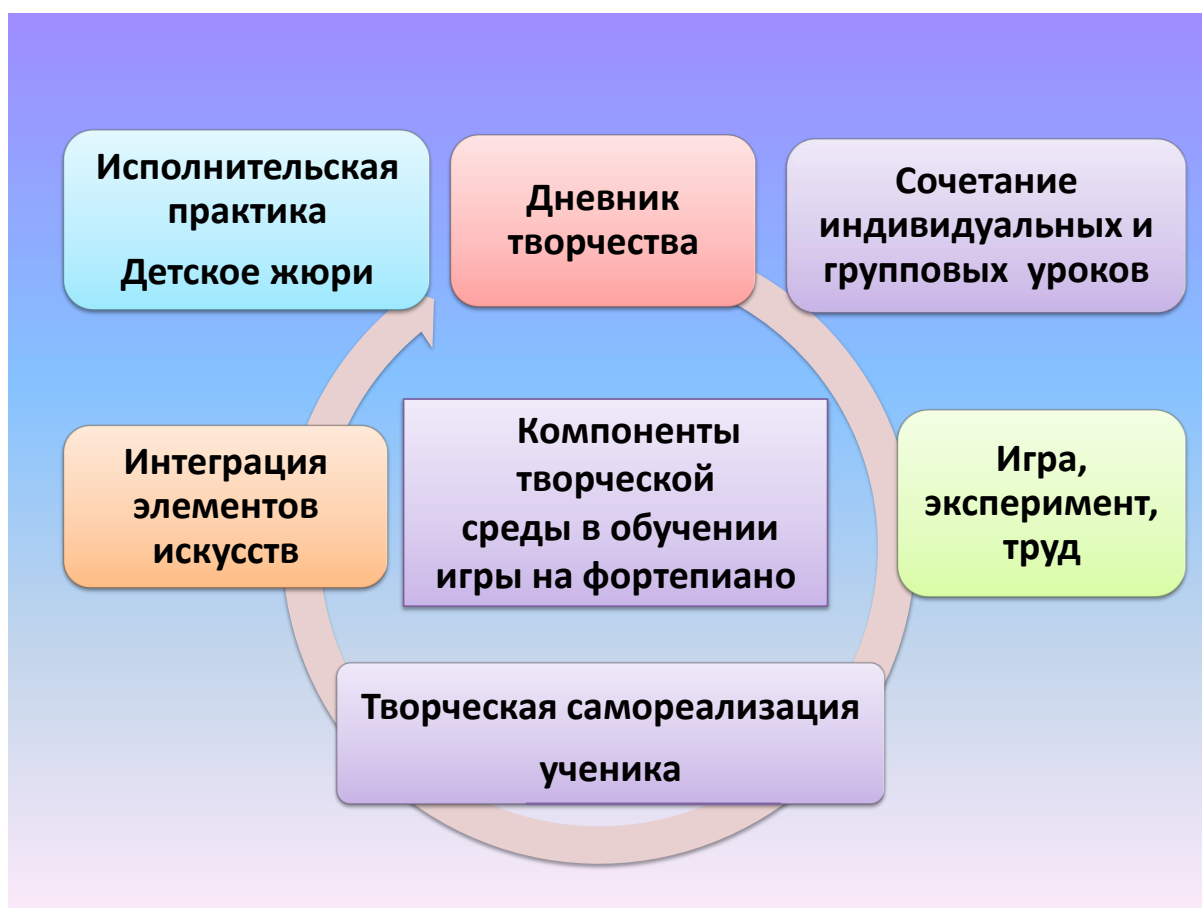 Исполнительская
практика
Детское жюри
Дневник
творчества
Сочетание
индивидуальных и
групповых уроков
Интеграция
элементов
искусств
Компоненты
творческой
среды в обучении
игры на фортепиано
Игра,
эксперимент,
труд
Творческая самореализация
ученика